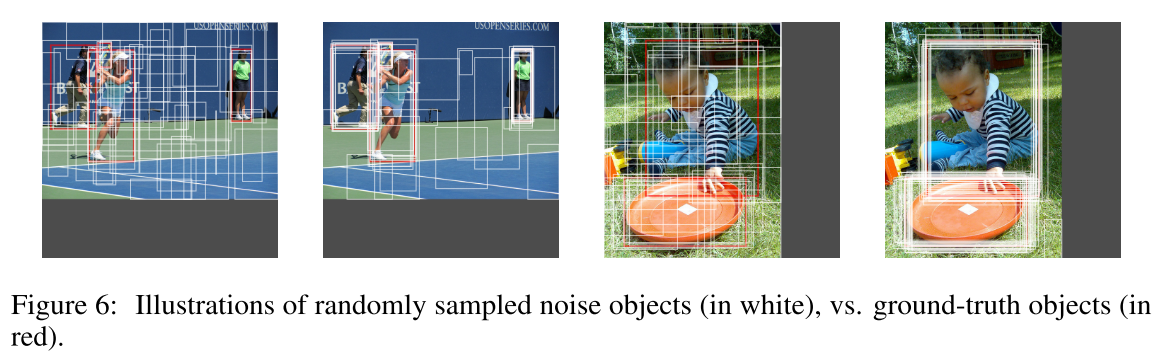 USOPENSERIES.COM
USOPENSERIES.COM
Figure 6: Illustrations of randomly sampled noise objects (in white), vs. ground-truth objects (in
red).